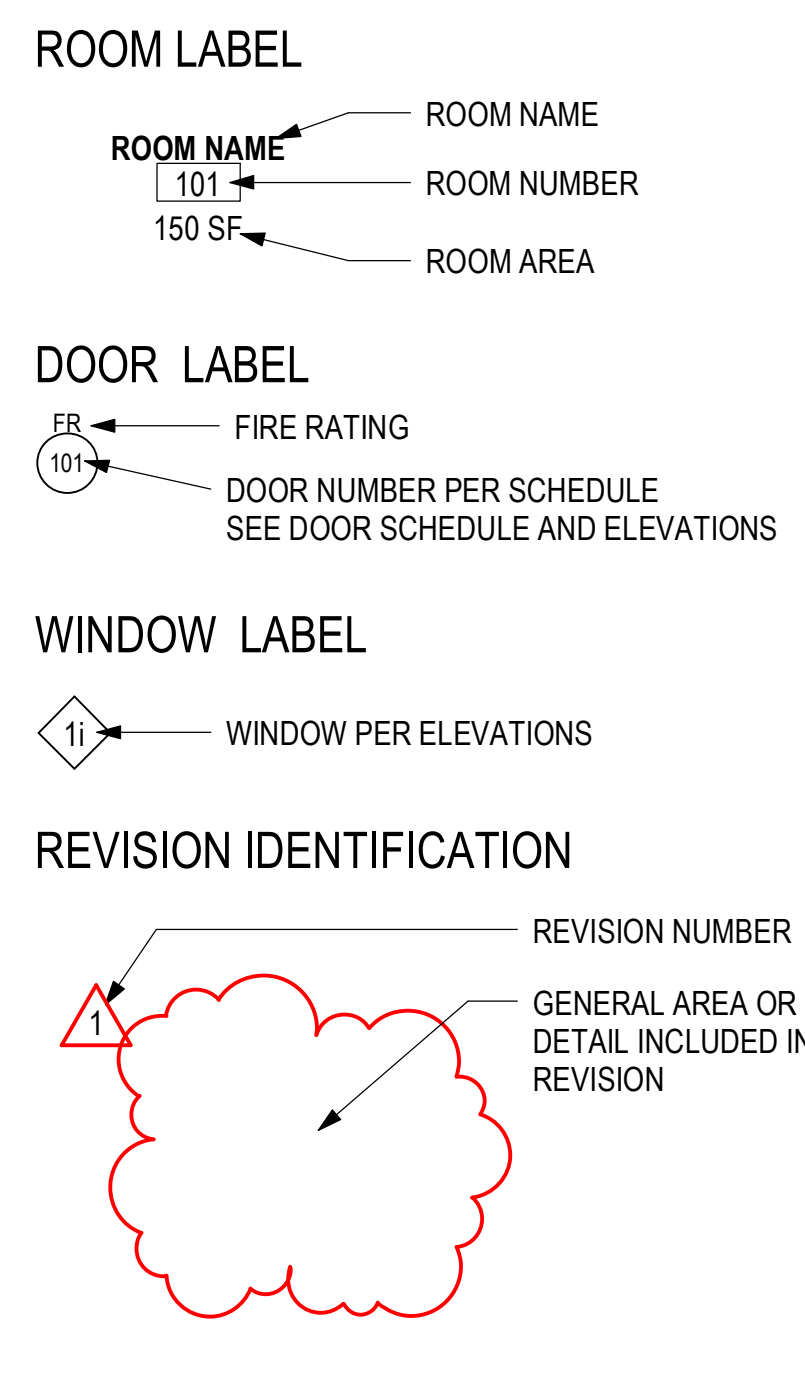 ROOM LABEL
ROOM NAME
ROOM NAME
101
ROOM NUMBER
150 SF
ROOM AREA
DOOR LABEL
FR
FIRE RATING
101
DOOR NUMBER PER SCHEDULE
SEE DOOR SCHEDULE AND ELEVATIONS
WINDOW LABEL
1i
WINDOW PER ELEVATIONS
REVISION IDENTIFICATION
REVISION NUMBER
1
GENERAL AREA OR
DETAIL INCLUDED IN
REVISION